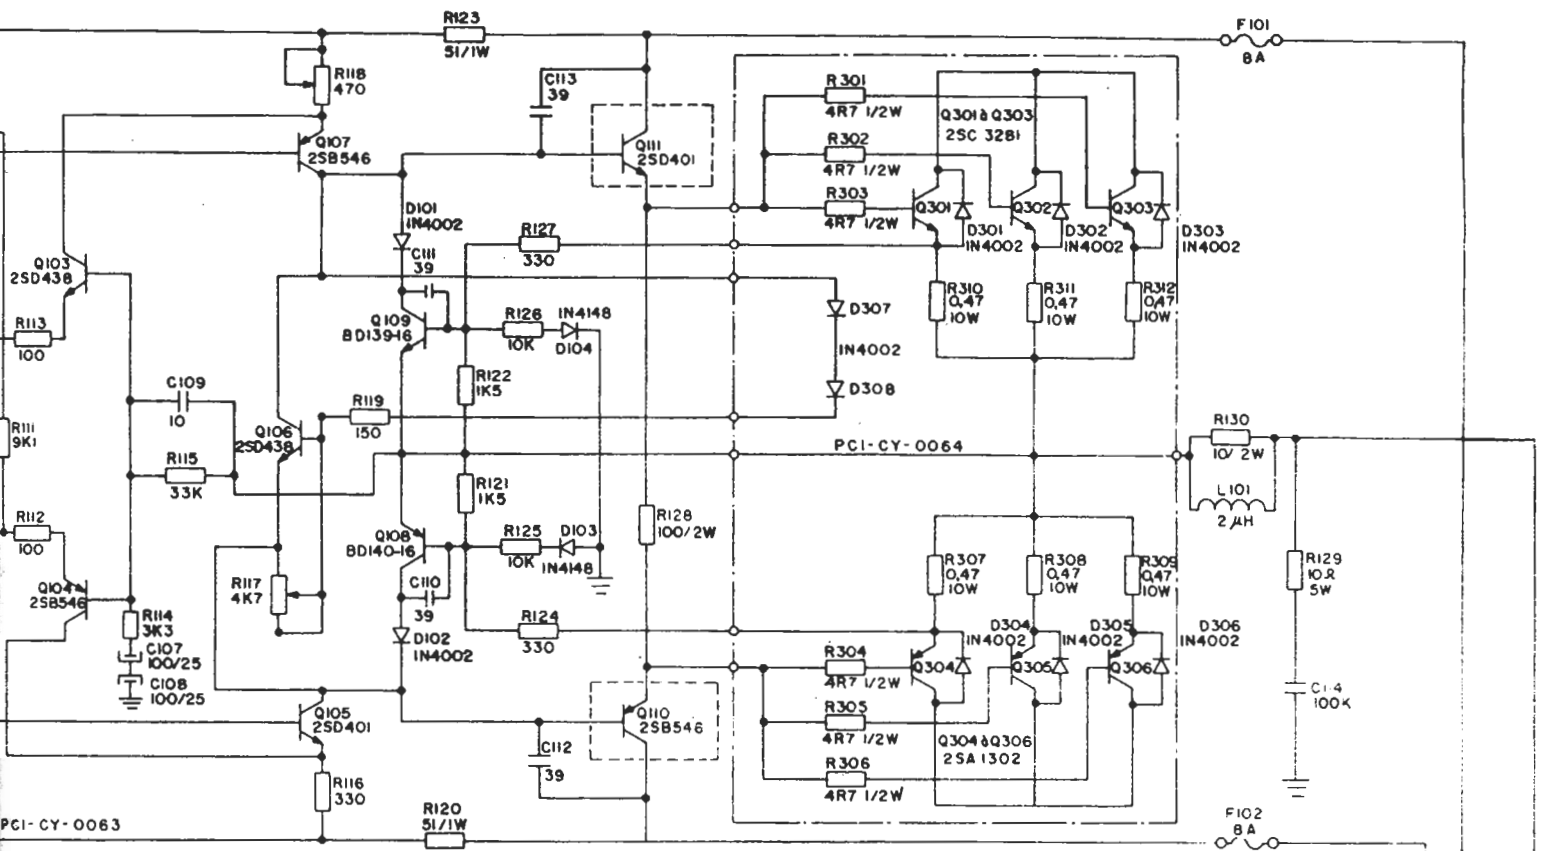 R123
51/1W
F101
8A
R118
470
C113
39
R301
4R7 1/2W
Q301 à Q303
2SC 3281
Q107
2SB546
Q111
2SD401
R302
4R7 1/2W
R303
4R7 1/2W
Q301
Q302
Q303
D101
1N4002
R127
330
D301
1N4002
D302
1N4002
D303
1N4002
C111
39
Q103
2SD438
R310
0,47
10W
R311
0,47
10W
R312
0,47
10W
D307
1N4002
D308
Q109
BD139-16
R126
10K
1N4148
D104
R113
100
R122
1K5
C109
10
R119
150
R111
9K1
Q106
2SD438
PCI-CY-0064
R130
10/2W
L101
2µH
R115
33K
R121
1K5
R112
100
Q108
BD140-16
R125
10K
D103
1N4148
R128
100/2W
R129
10Ω
5W
R307
0,47
10W
R308
0,47
10W
R309
0,47
10W
Q104
2SB546
R117
4K7
C110
39
R114
3K3
R124
330
C107
100/25
C108
100/25
D102
1N4002
D304
1N4002
D305
1N4002
D306
1N4002
R304
4R7 1/2W
Q304
Q305
Q306
100K
Q105
2SD401
Q110
2SB546
R305
4R7 1/2W
Q304 à Q306
2SA 1302
C112
39
R306
4R7 1/2W
R116
330
R120
51/1W
PCI-CY-0063
F102
8A